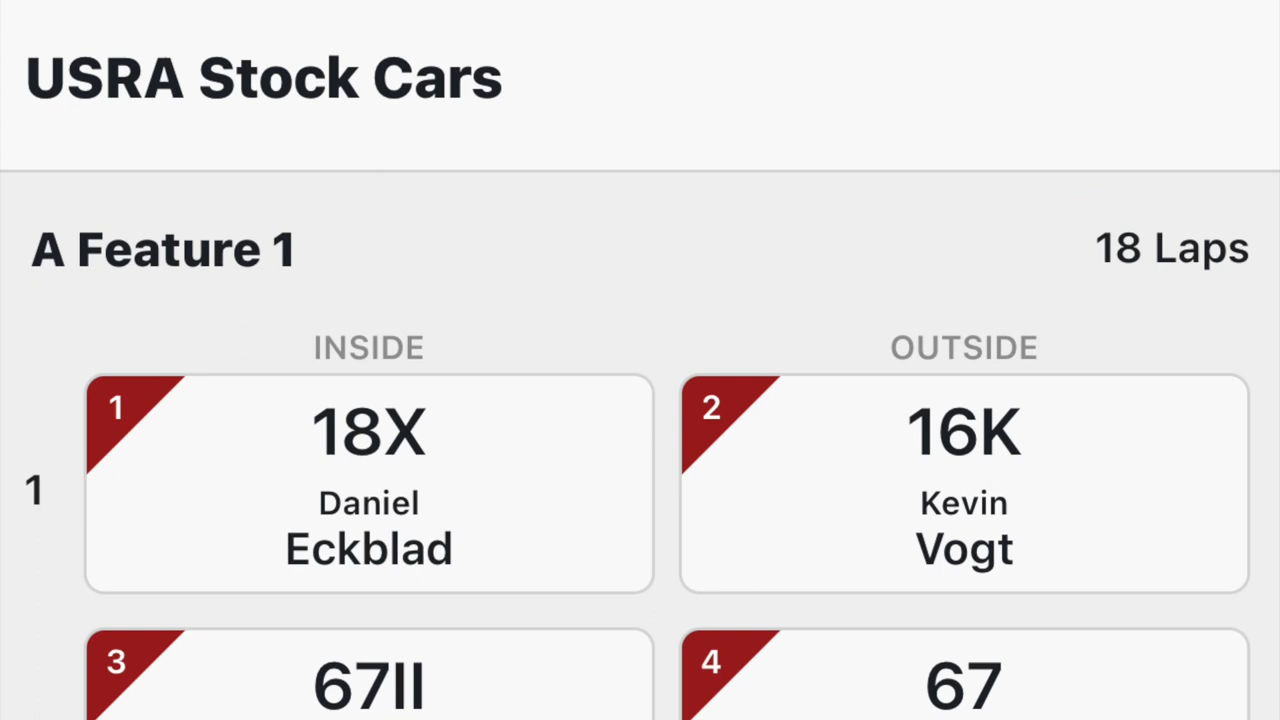 USRA Stock Cars
A Feature 1
18 Laps
INSIDE
OUTSIDE
1
1
18X
Daniel
Eckblad
2
16K
Kevin
Vogt
3
67II
4
67